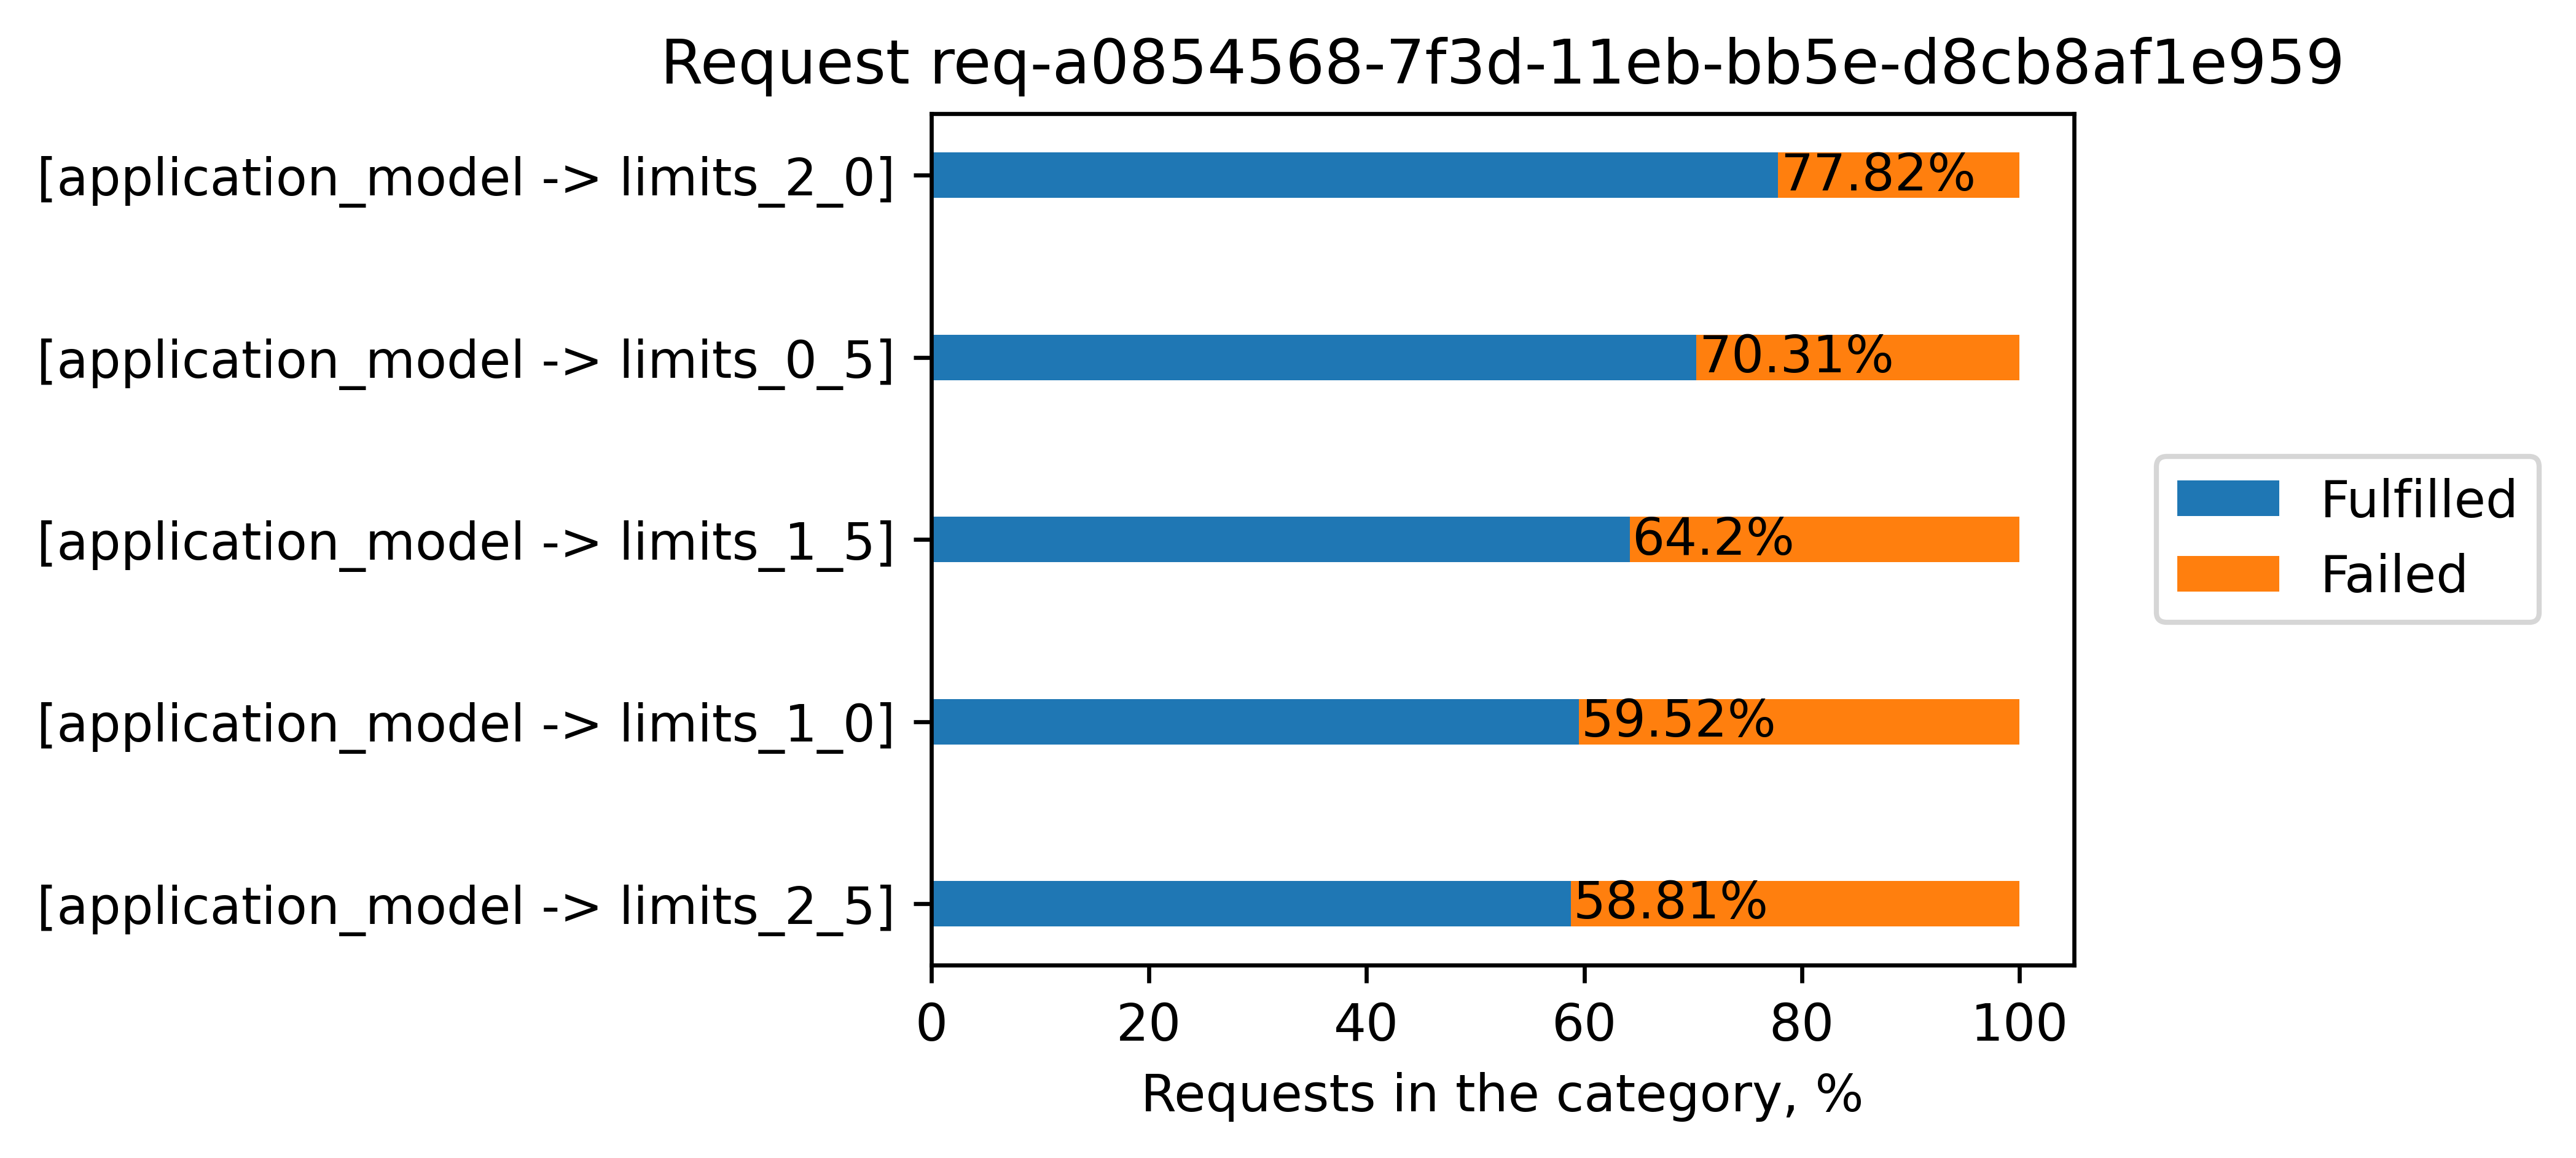 Request req-a0854568-7f3d-11eb-bb5e-d8cb8af1e959
[application_model -> limits_2_0]
77.82%
[application_model -> limits_0_5]
70.31%
[application_model -> limits_1_5]
64.2%
[application_model -> limits_1_0]
59.52%
[application_model -> limits_2_5]
58.81%
Fulfilled
Failed
0 20 40 60 80 100
Requests in the category, %